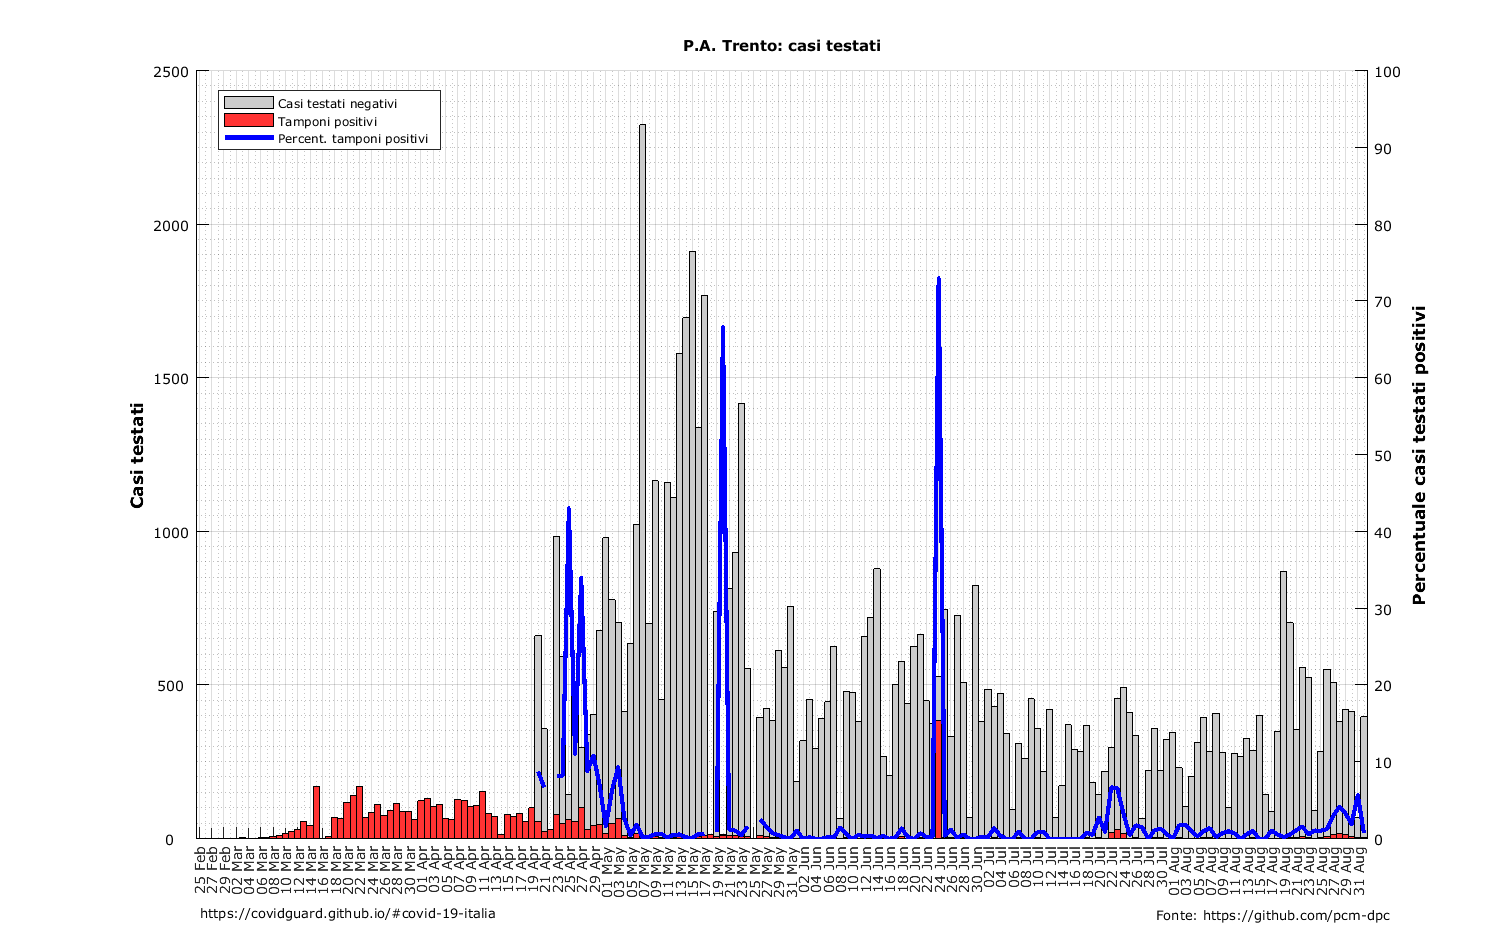 P.A. Trento: casi testati
Casi testati negativi
Tamponi positivi
Percent. tamponi positivi
2500
2000
1500
1000
500
0
Casi testati
100
90
80
70
60
50
40
30
20
10
0
Percentuale casi testati positivi
25 Feb
27 Feb
29 Feb
02 Mar
04 Mar
06 Mar
08 Mar
10 Mar
12 Mar
14 Mar
16 Mar
18 Mar
20 Mar
22 Mar
24 Mar
26 Mar
28 Mar
30 Mar
01 Apr
03 Apr
05 Apr
07 Apr
09 Apr
11 Apr
13 Apr
15 Apr
17 Apr
19 Apr
21 Apr
23 Apr
25 Apr
27 Apr
29 Apr
01 May
03 May
05 May
07 May
09 May
11 May
13 May
15 May
17 May
19 May
21 May
23 May
25 May
27 May
29 May
31 May
02 Jun
04 Jun
06 Jun
08 Jun
10 Jun
12 Jun
14 Jun
16 Jun
18 Jun
20 Jun
22 Jun
24 Jun
26 Jun
28 Jun
30 Jun
02 Jul
04 Jul
06 Jul
08 Jul
10 Jul
12 Jul
14 Jul
16 Jul
18 Jul
20 Jul
22 Jul
24 Jul
26 Jul
28 Jul
30 Jul
01 Aug
03 Aug
05 Aug
07 Aug
09 Aug
11 Aug
13 Aug
15 Aug
17 Aug
19 Aug
21 Aug
23 Aug
25 Aug
27 Aug
29 Aug
31 Aug
https://covidguard.github.io/#covid-19-italia
Fonte: https://github.com/pcm-dpc